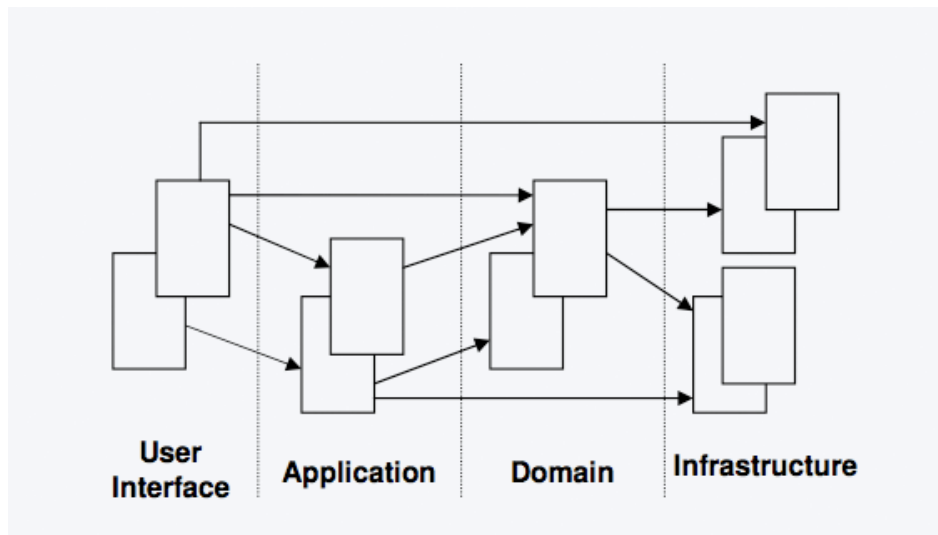 User
Interface
Application
Domain
Infrastructure